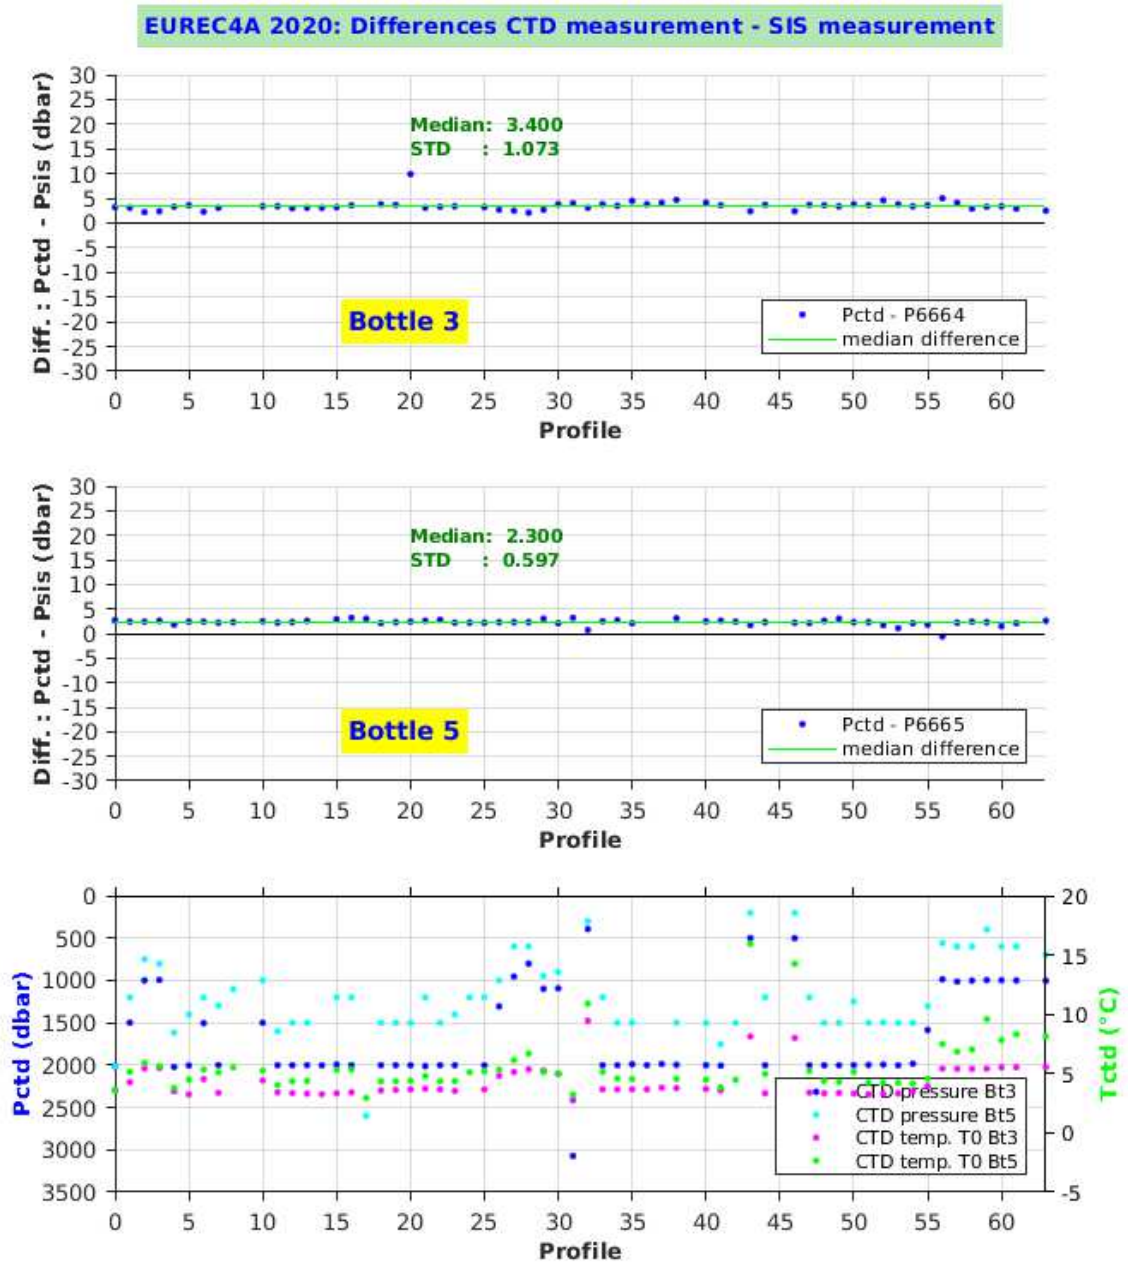 EUREC4A 2020: Differences CTD measurement - SIS measurement
Diff. : Pctd - Psis (dbar)
30
25
20
15
10
5
0
-5
-10
-15
-20
-25
-30
Median: 3.400
STD : 1.073
Bottle 3
Pctd - P6664
median difference
0 5 10 15 20 25 30 35 40 45 50 55 60
Profile
Diff. : Pctd - Psis (dbar)
30
25
20
15
10
5
0
-5
-10
-15
-20
-25
-30
Median: 2.300
STD : 0.597
Bottle 5
Pctd - P6665
median difference
0 5 10 15 20 25 30 35 40 45 50 55 60
Profile
Pctd (dbar)
0
500
1000
1500
2000
2500
3000
3500
20
15
10
5
0
-5
Tctd (°C)
CTD pressure Bt3
CTD pressure Bt5
CTD temp. T0 Bt3
CTD temp. T0 Bt5
0 5 10 15 20 25 30 35 40 45 50 55 60
Profile